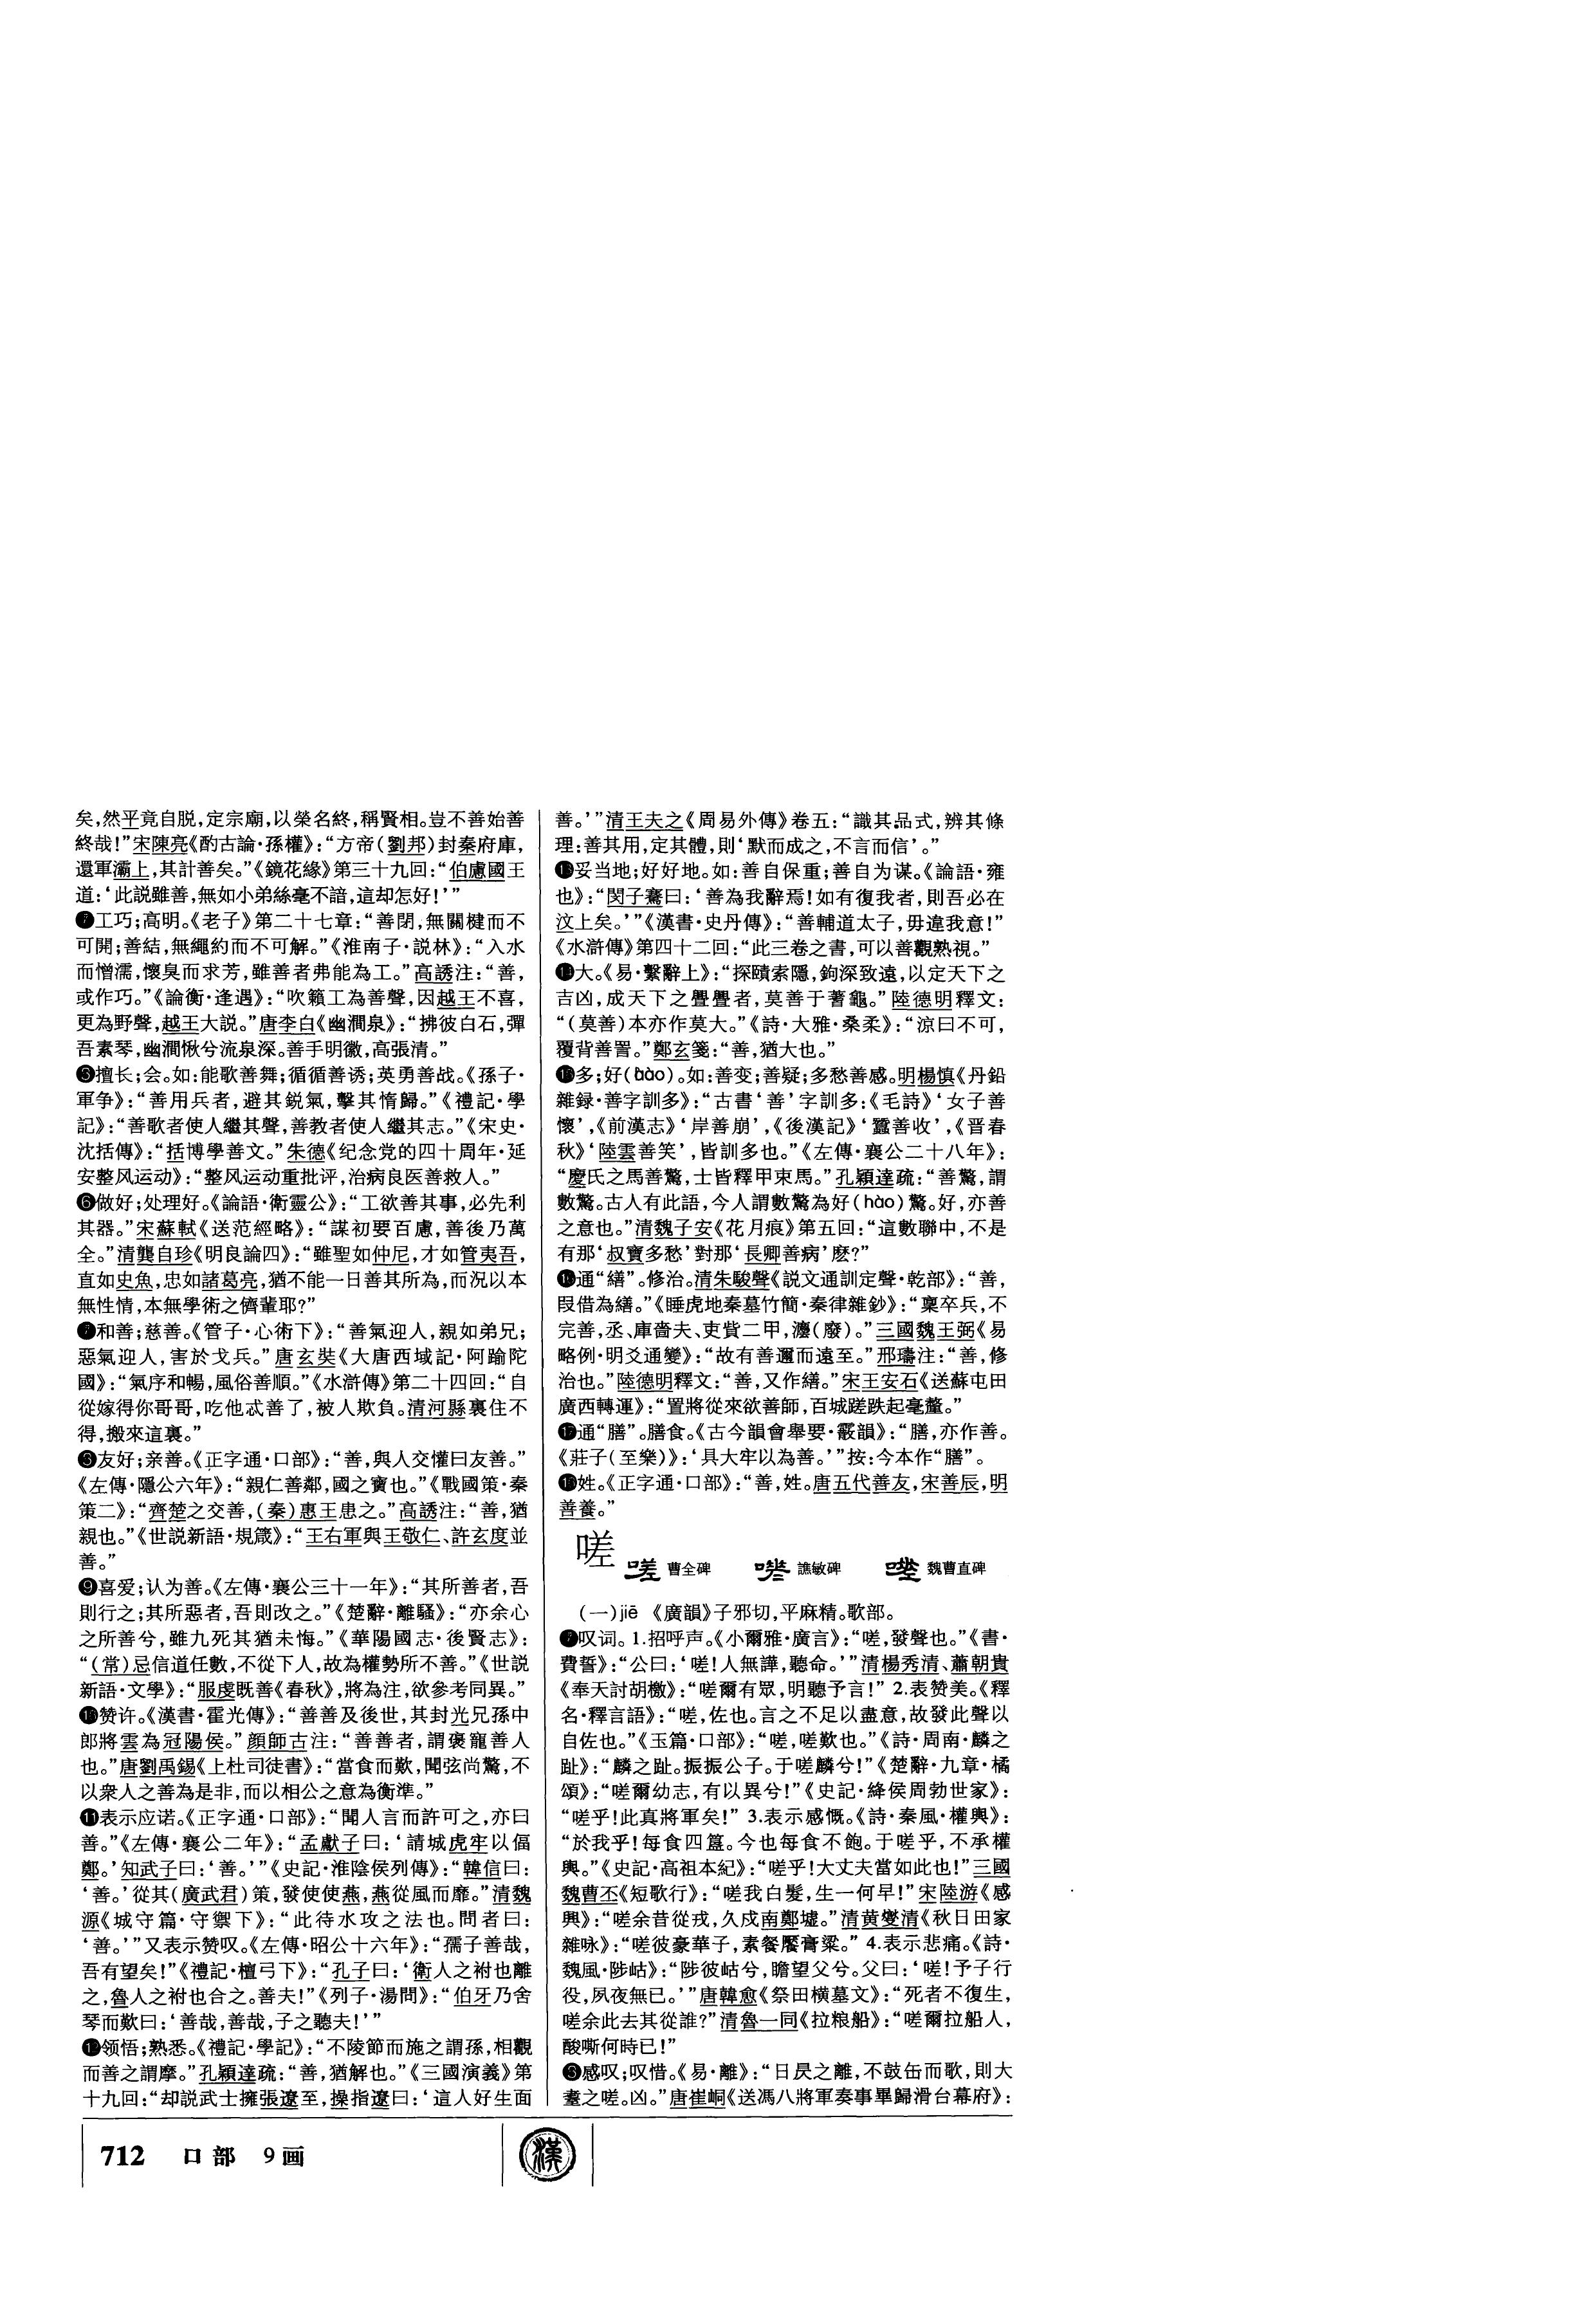 矣,然平竟自脱,定宗廟,以榮名終,稱賢相。豈不善始善
終哉!”宋陳亮《酌古論·孫權》:“方帝(劉邦)封秦府庫,
還軍灞上,其計善矣。”《鏡花緣》第三十九回:“伯慮國王
道:‘此説雖善,無如小弟絲毫不諳,這却怎好!’”
工巧;高明。《老子》第二十七章:“善閉,無關楗而不
可開;善結,無繩約而不可解。”《淮南子·説林》:“入水
而憎濡,懷臭而求芳,雖善者弗能為工。”高誘注:“善,
或作巧。”《論衡·逢遇》:“吹籟工為善聲,因越王不喜,
更為野聲,越王大説。”唐李白《幽澗泉》:“拂彼白石,彈
吾素琴,幽澗愀兮流泉深。善手明徽,高張清。”
擅长;会。如:能歌善舞;循循善诱;英勇善战。《孫子·
軍争》:“善用兵者,避其鋭氣,擊其惰歸。”《禮記·學
記》:“善歌者使人繼其聲,善教者使人繼其志。”《宋史·
沈括傳》:“括博學善文。”朱德《纪念党的四十周年·延
安整风运动》:“整风运动重批评,治病良医善救人。”
❻做好;处理好。《論語·衛靈公》:“工欲善其事,必先利
其器。”宋蘇軾《送范經略》:“謀初要百慮,善後乃萬
全。”清龔自珍《明良論四》:“雖聖如仲尼,才如管夷吾,
直如史魚,忠如諸葛亮,猶不能一日善其所為,而況以本
無性情,本無學術之儕輩耶?”
❼和善;慈善。《管子·心術下》:“善氣迎人,親如弟兄;
惡氣迎人,害於戈兵。”唐玄奘《大唐西域記·阿踰陀
國》:“氣序和暢,風俗善順。”《水滸傳》第二十四回:“自
從嫁得你哥哥,吃他忒善了,被人欺負。清河縣裏住不
得,搬來這裏。”
友好;亲善。《正字通·口部》:“善,與人交懽曰友善。”
《左傳·隱公六年》:“親仁善鄰,國之寶也。”《戰國策·秦
策二》:“齊楚之交善,(秦)惠王患之。”高誘注:“善,猶
親也。”《世説新語·規箴》:“王右軍與王敬仁、許玄度並
善。”
❾喜爱;认为善。《左傳·襄公三十一年》:“其所善者,吾
則行之;其所惡者,吾則改之。”《楚辭·離騷》:“亦余心
之所善兮,雖九死其猶未悔。”《華陽國志·後賢志》:
“(常)忌信道任數,不從下人,故為權勢所不善。”《世説
新語·文學》:“服虔既善《春秋》,將為注,欲參考同異。”
❿赞许。《漢書·霍光傳》:“善善及後世,其封光兄孫中
郎將雲為冠陽侯。”顔師古注:“善善者,謂褒寵善人
也。”唐劉禹錫《上杜司徒書》:“當食而歎,聞弦尚驚,不
以衆人之善為是非,而以相公之意為衡準。”
⓫表示应诺。《正字通·口部》:“聞人言而許可之,亦曰
善。”《左傳·襄公二年》:“孟獻子曰:‘請城虎牢以偪
鄭。’知武子曰:‘善。’”《史記·淮陰侯列傳》:“韓信曰:
‘善。’從其(廣武君)策,發使使燕,燕從風而靡。”清魏
源《城守篇·守禦下》:“此待水攻之法也。問者曰:
‘善。’”又表示赞叹。《左傳·昭公十六年》:“孺子善哉,
吾有望矣!”《禮記·檀弓下》:“孔子曰:‘衛人之祔也離
之,魯人之祔也合之。善夫!”《列子·湯問》:“伯牙乃舍
琴而歎曰:‘善哉,善哉,子之聽夫!’”
⓬领悟;熟悉。《禮記·學記》:“不陵節而施之謂孫,相觀
而善之謂摩。”孔穎達疏:“善,猶解也。”《三國演義》第
十九回:“却説武士擁張遼至,操指遼曰:‘這人好生面
善。’”清王夫之《周易外傳》卷五:“識其品式,辨其條
理;善其用,定其體,則‘默而成之,不言而信’。”
⓭妥当地;好好地。如:善自保重;善自为谋。《論語·雍
也》:“閔子騫曰:‘善為我辭焉!如有復我者,則吾必在
汶上矣。’”《漢書·史丹傳》:“善輔道太子,毋違我意!”
《水滸傳》第四十二回:“此三卷之書,可以善觀熟視。”
⓮大。《易·繫辭上》:“探賾索隱,鉤深致遠,以定天下之
吉凶,成天下之亹亹者,莫善于蓍龜。”陸德明釋文:
“(莫善)本亦作莫大。”《詩·大雅·桑柔》:“涼曰不可,
覆背善詈。”鄭玄箋:“善,猶大也。”
⓯多;好(hào)。如:善变;善疑;多愁善感。明楊慎《丹鉛
雜録·善字訓多》:“古書‘善’字訓多:《毛詩》‘女子善
懷’,《前漢志》‘岸善崩’,《後漢記》‘蠶善收’,《晋春
秋》‘陸雲善笑’,皆訓多也。”《左傳·襄公二十八年》:
“慶氏之馬善驚,士皆釋甲束馬。”孔穎達疏:“善驚,謂
數驚。古人有此語,今人謂數驚為好(hào)驚。好,亦善
之意也。”清魏子安《花月痕》第五回:“這數聯中,不是
有那‘叔寶多愁’對那‘長卿善病’麽?”
⓰通“繕”。修治。清朱駿聲《説文通訓定聲·乾部》:“善,
叚借為繕。”《睡虎地秦墓竹簡·秦律雜鈔》:“稟卒兵,不
完善,丞、庫嗇夫、吏貲二甲,灋(廢)。”三國魏王弼《易
略例·明爻通變》:“故有善邇而遠至。”邢璹注:“善,修
治也。”陸德明釋文:“善,又作繕。”宋王安石《送蘇屯田
廣西轉運》:“置將從來欲善師,百城蹉跌起毫釐。”
⓱通“膳”。膳食。《古今韻會舉要·霰韻》:“膳,亦作善。
《莊子(至樂)》:‘具大牢以為善。’”按:今本作“膳”。
⓲姓。《正字通·口部》:“善,姓。唐五代善友,宋善辰,明
善養。”
嗟 嗟 曹全碑 嗟 譙敏碑 嗟 魏曹真碑
(一)jiē 《廣韻》子邪切,平麻精。歌部。
叹词。1.招呼声。《小爾雅·廣言》:“嗟,發聲也。”《書·
費誓》:“公曰:‘嗟!人無譁,聽命。’”清楊秀清、蕭朝貴
《奉天討胡檄》:“嗟爾有眾,明聽予言!” 2.表赞美。《釋
名·釋言語》:“嗟,佐也。言之不足以盡意,故發此聲以
自佐也。”《玉篇·口部》:“嗟,嗟歎也。”《詩·周南·麟之
趾》:“麟之趾。振振公子。于嗟麟兮!”《楚辭·九章·橘
頌》:“嗟爾幼志,有以異兮!”《史記·絳侯周勃世家》:
“嗟乎!此真將軍矣!” 3.表示感慨。《詩·秦風·權輿》:
“於我乎!每食四簋。今也每食不飽。于嗟乎,不承權
輿。”《史記·高祖本紀》:“嗟乎!大丈夫當如此也!”三國
魏曹丕《短歌行》:“嗟我白髮,生一何早!”宋陸游《感
興》:“嗟余昔從戎,久戍南鄭墟。”清黄燮清《秋日田家
雜咏》:“嗟彼豪華子,素餐饜膏粱。” 4.表示悲痛。《詩·
魏風·陟岵》:“陟彼岵兮,瞻望父兮。父曰:‘嗟!予子行
役,夙夜無已。’”唐韓愈《祭田横墓文》:“死者不復生,
嗟余此去其從誰?”清魯一同《拉粮船》:“嗟爾拉船人,
酸嘶何時已!”
感叹;叹惜。《易·離》:“日昃之離,不鼓缶而歌,則大
耋之嗟。凶。”唐崔峒《送馮八將軍奏事畢歸滑台幕府》:
712 口部 9画
漢